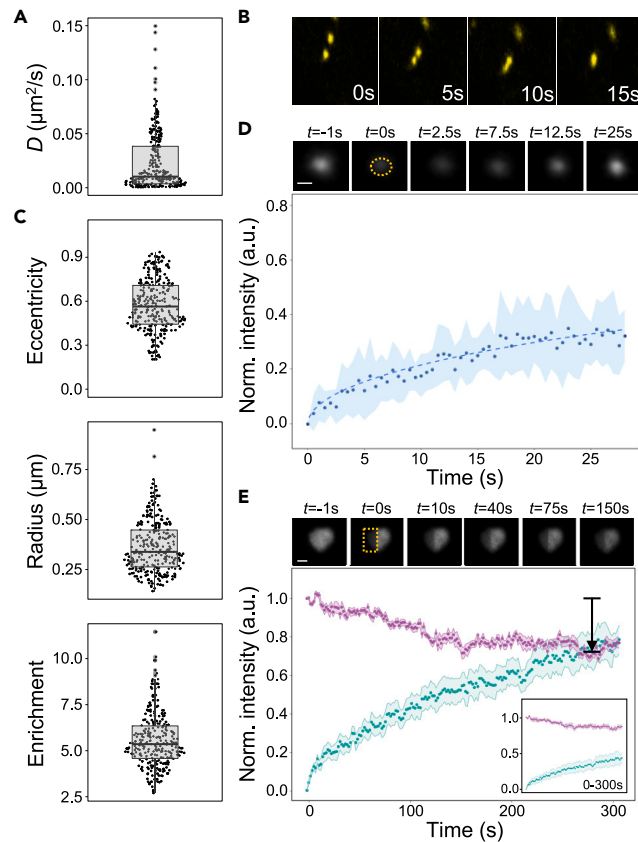 A
D (μm²/s)
0.15
0.10
0.05
0.00
B
0s
5s
10s
15s
C
Eccentricity
0.9
0.6
0.3
0.0
Radius (μm)
0.75
0.50
0.25
Enrichment
10.0
7.5
5.0
2.5
D
t=-1s
t=0s
t=2.5s
t=7.5s
t=12.5s
t=25s
Norm. intensity (a.u.)
0.8
0.6
0.4
0.2
0.0
0
5
10
15
20
25
Time (s)
E
t=-1s
t=0s
t=10s
t=40s
t=75s
t=150s
Norm. intensity (a.u.)
1.0
0.8
0.6
0.4
0.2
0.0
0
100
200
300
Time (s)
1.0
0.5
0
0-300s